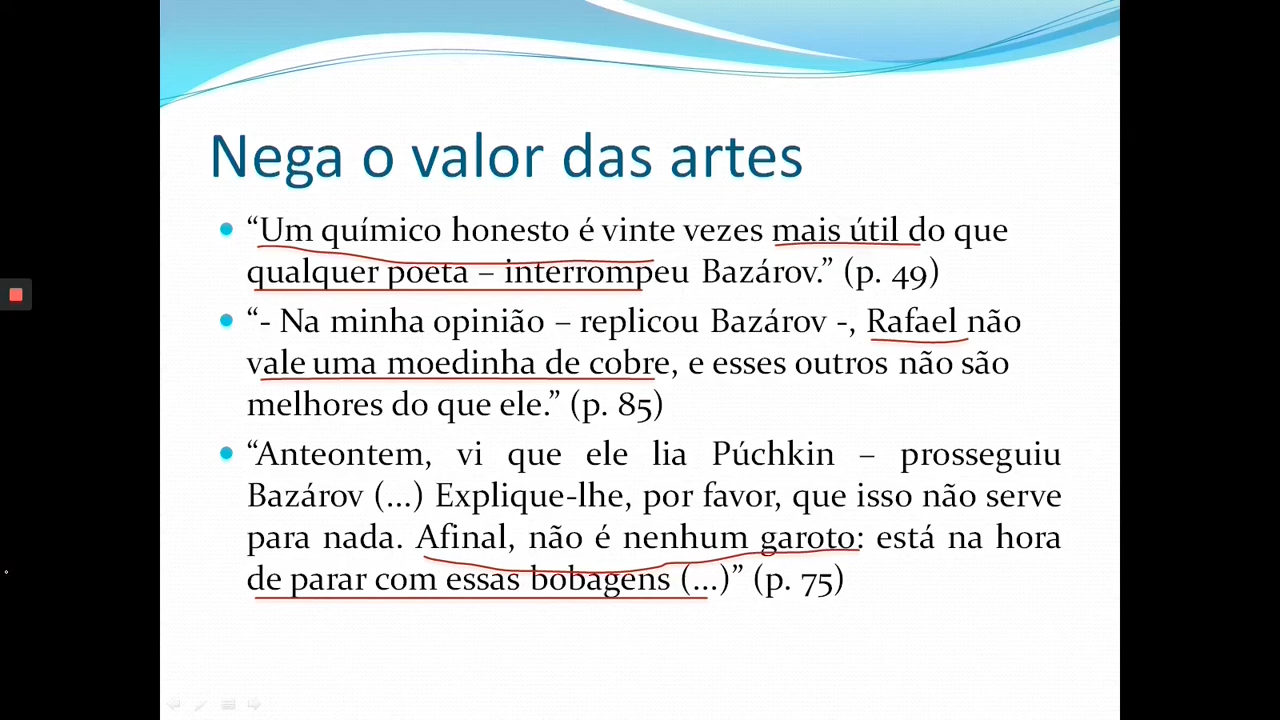 Nega o valor das artes
“Um químico honesto é vinte vezes mais útil do que
qualquer poeta – interrompeu Bazárov.” (p. 49)
“- Na minha opinião – replicou Bazárov -, Rafael não
vale uma moedinha de cobre, e esses outros não são
melhores do que ele.” (p. 85)
“Anteontem, vi que ele lia Púchkin – prosseguiu
Bazárov (...) Explique-lhe, por favor, que isso não serve
para nada. Afinal, não é nenhum garoto: está na hora
de parar com essas bobagens (...)” (p. 75)